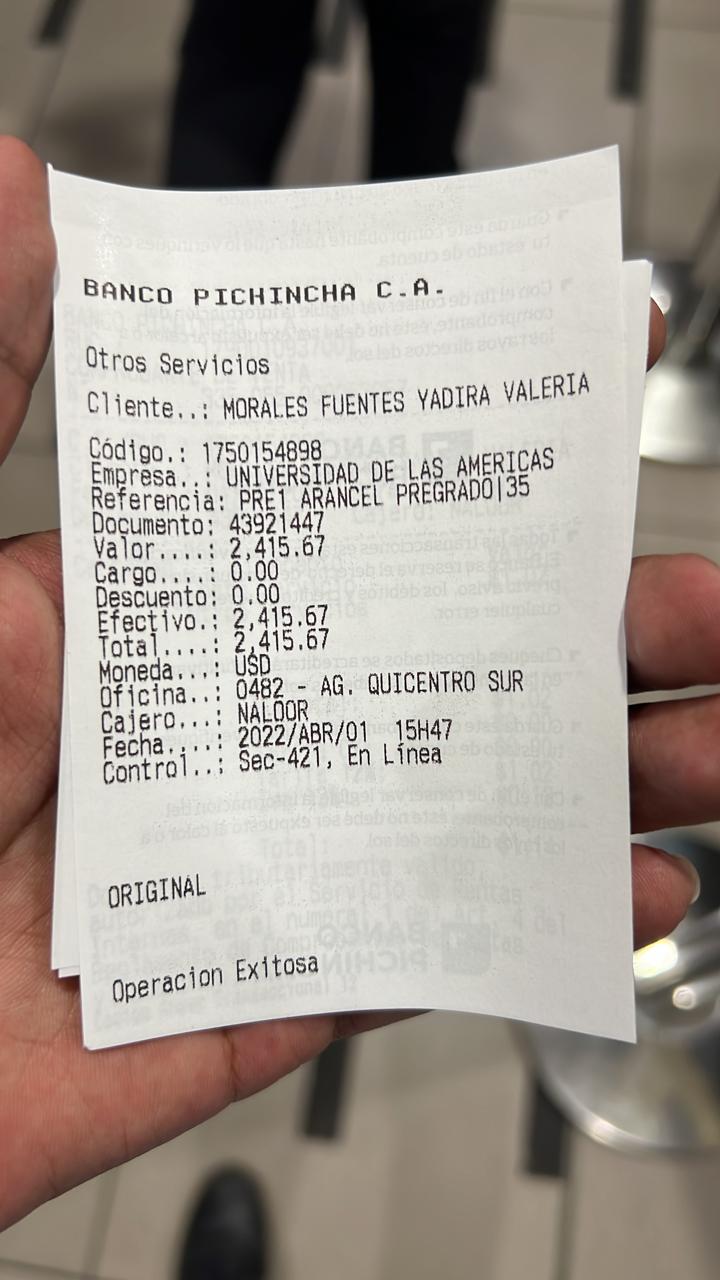 BANCO PICHINCHA C.A.
Otros Servicios
Cliente..: MORALES FUENTES YADIRA VALERIA
Código.: 1750154898
Empresa..: UNIVERSIDAD DE LAS AMERICAS
Referencia: PRE1 ARANCEL PREGRADO|35
Documento: 43921447
Valor....: 2,415.67
Cargo....: 0.00
Descuento: 0.00
Efectivo.: 2,415.67
Total....: 2,415.67
Moneda...: USD
Oficina..: 0482 - AG. QUICENTRO SUR
Cajero...: NALOOR
Fecha....: 2022/ABR/01 15H47
Control..: Sec-421, En Línea
ORIGINAL
Operacion Exitosa